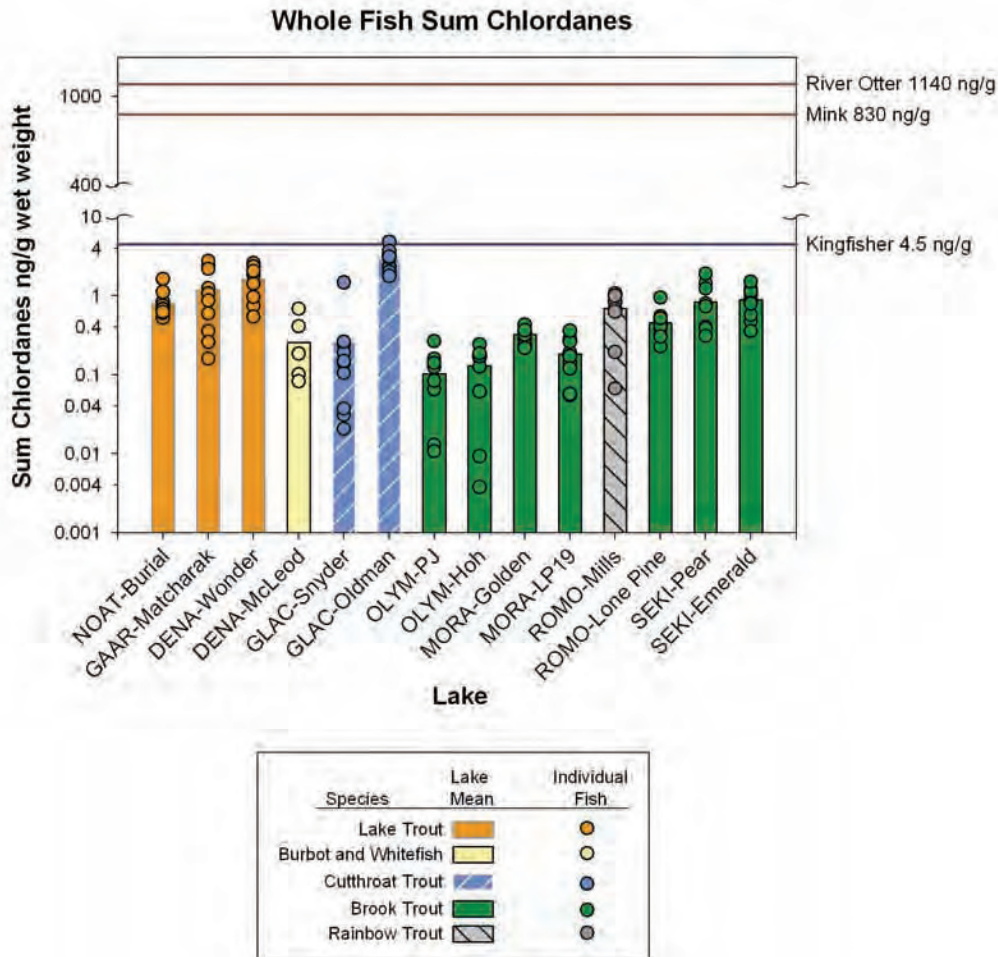 Whole Fish Sum Chlordanes
Sum Chlordanes ng/g wet weight
1000
400
10
4
1
0.4
0.1
0.04
0.01
0.004
0.001
River Otter 1140 ng/g
Mink 830 ng/g
Kingfisher 4.5 ng/g
NOAT-Burial
GAAR-Matcharak
DENA-Wonder
DENA-McLeod
GLAC-Snyder
GLAC-Oldman
OLYM-PJ
OLYM-Hoh
MORA-Golden
MORA-LP19
ROMO-Mills
ROMO-Lone Pine
SEKI-Pear
SEKI-Emerald
Lake
Species Lake Mean Individual Fish
Lake Trout
Burbot and Whitefish
Cutthroat Trout
Brook Trout
Rainbow Trout